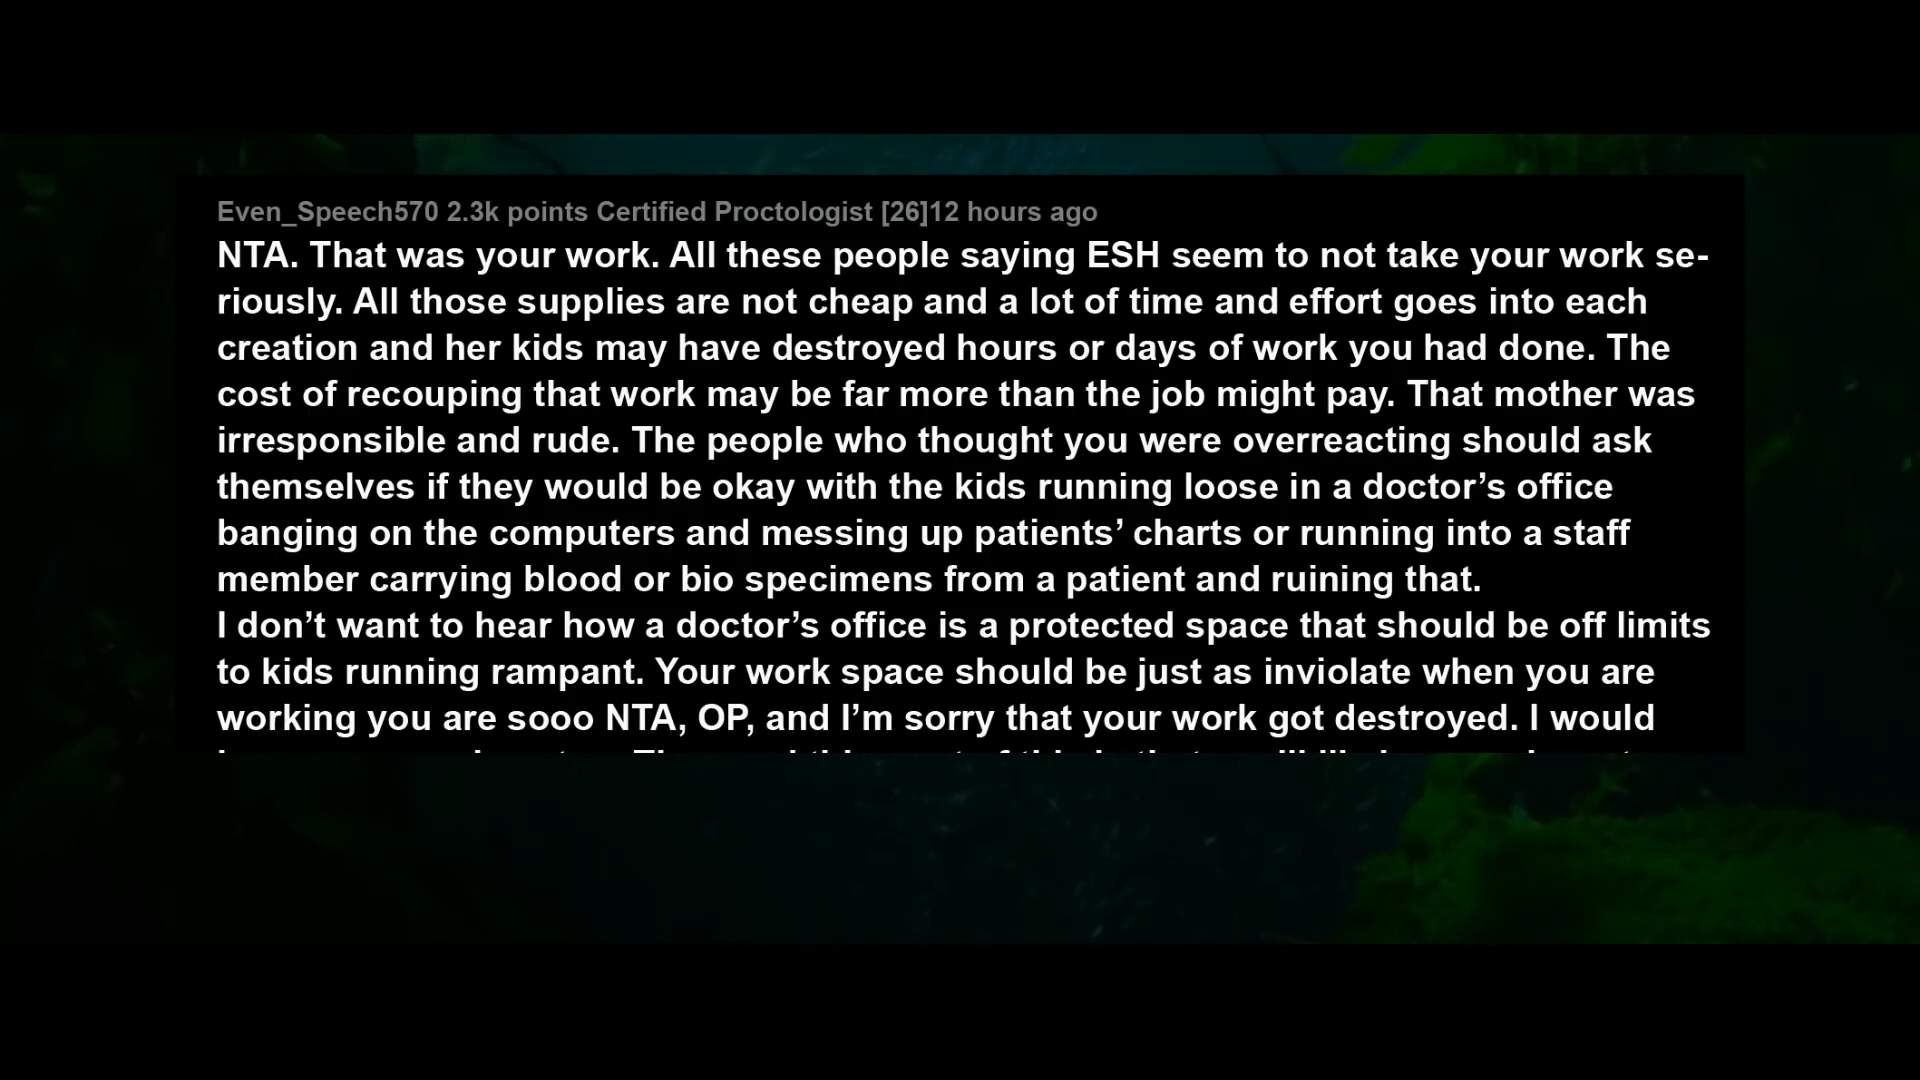 Even_Speech570 2.3k points Certified Proctologist [26]12 hours ago
NTA. That was your work. All these people saying ESH seem to not take your work se-
riously. All those supplies are not cheap and a lot of time and effort goes into each
creation and her kids may have destroyed hours or days of work you had done. The
cost of recouping that work may be far more than the job might pay. That mother was
irresponsible and rude. The people who thought you were overreacting should ask
themselves if they would be okay with the kids running loose in a doctor’s office
banging on the computers and messing up patients’ charts or running into a staff
member carrying blood or bio specimens from a patient and ruining that.
I don’t want to hear how a doctor’s office is a protected space that should be off limits
to kids running rampant. Your work space should be just as inviolate when you are
working you are sooo NTA, OP, and I’m sorry that your work got destroyed. I would